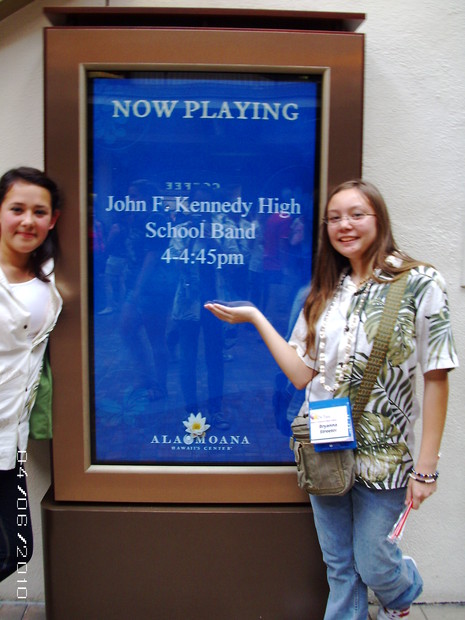 NOW PLAYING
John F. Kennedy High
School Band
4-4:45pm
ALA MOANA
HAWAII'S CENTER
04/06/2010